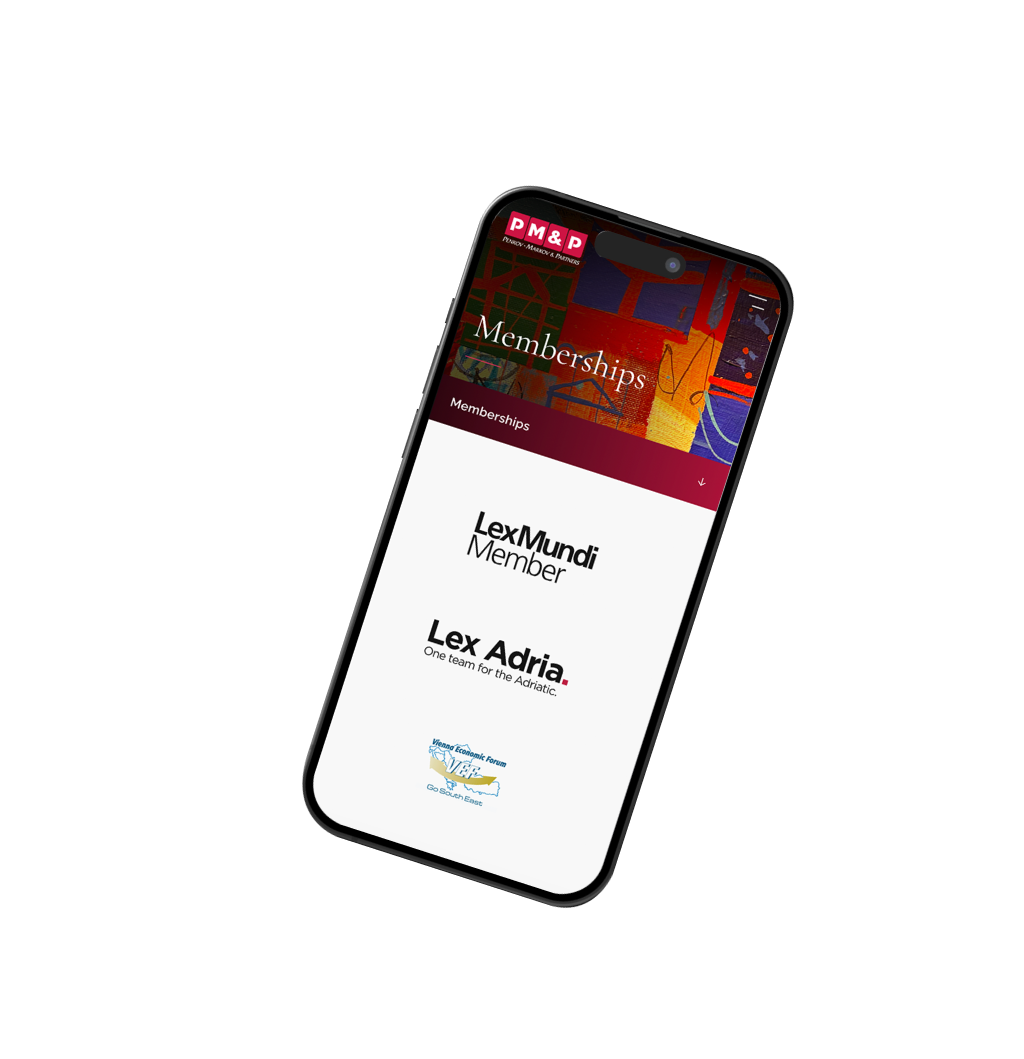 PM&P
PENKOV · MARKOV & PARTNERS
Memberships
Memberships
LexMundi
Member
Lex Adria.
One team for the Adriatic.
Vienna Economic Forum
VEF
Go South East